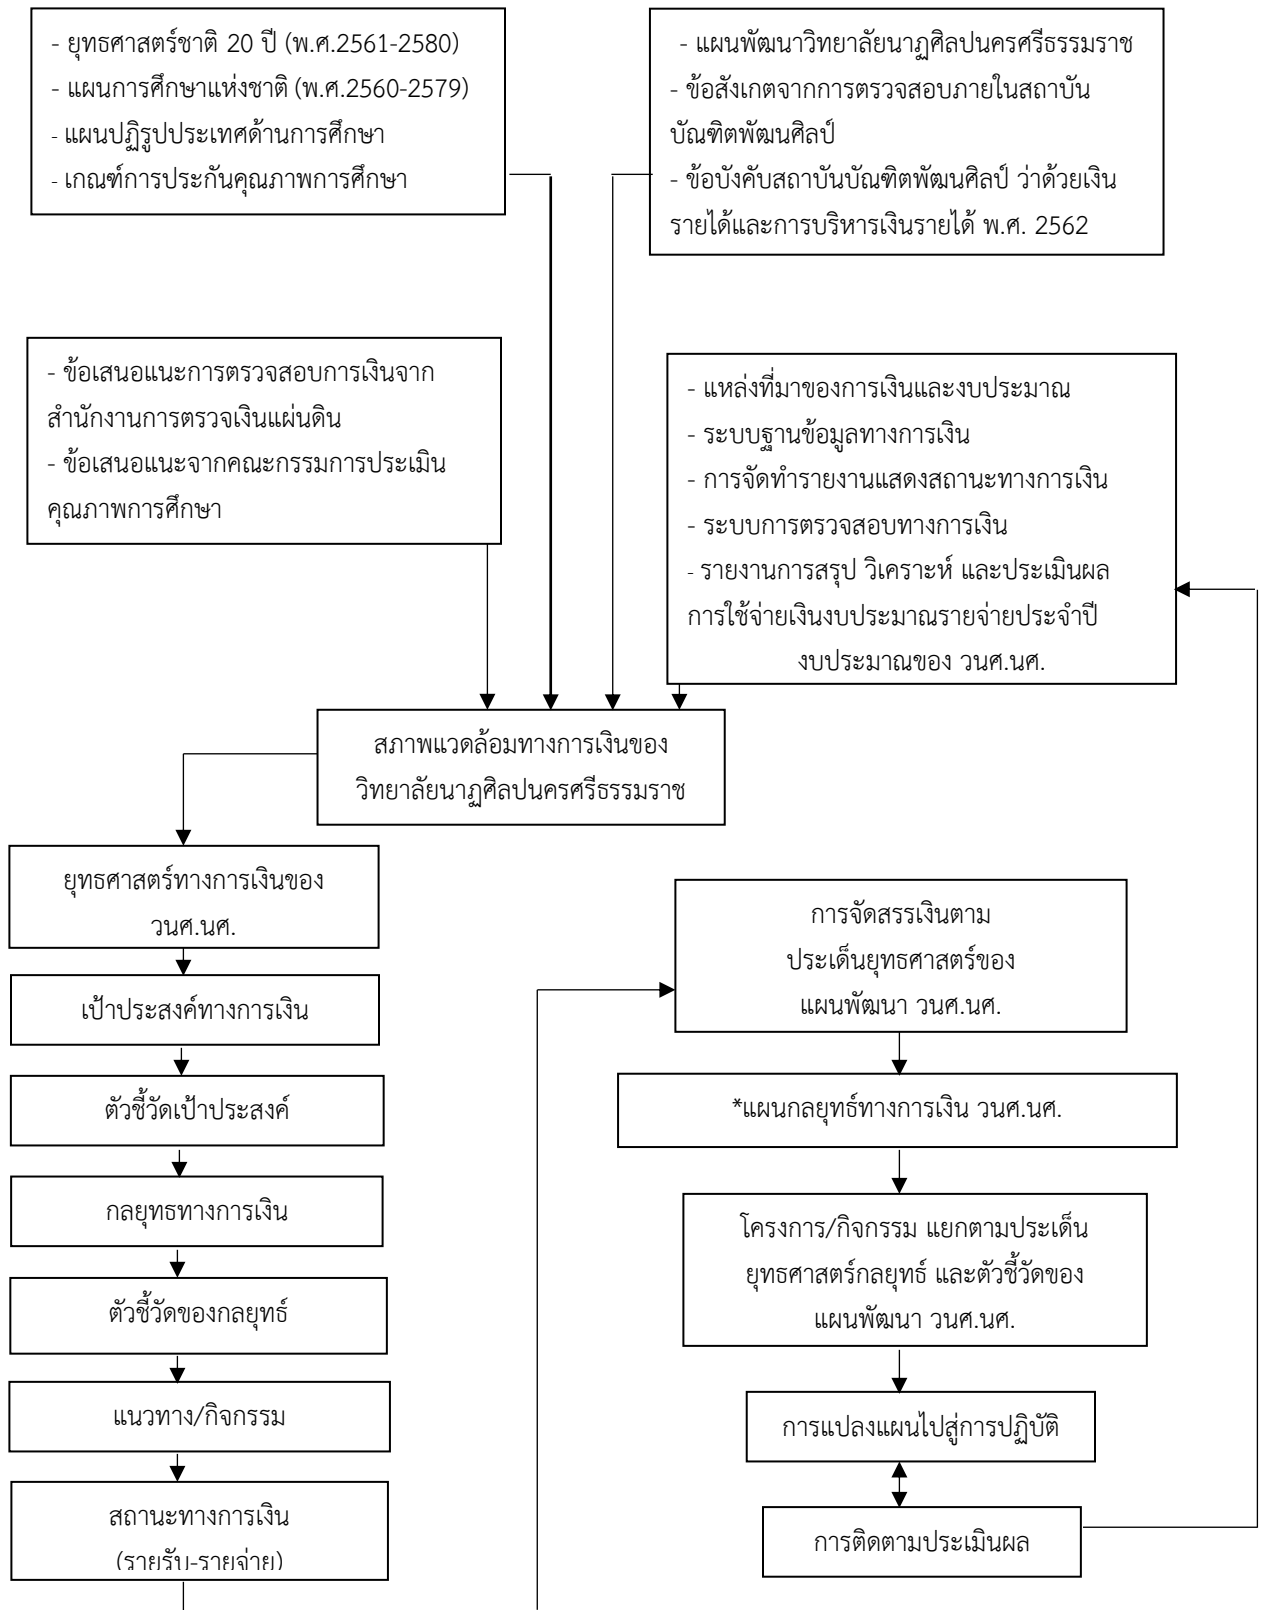 - ยุทธศาสตร์ชาติ 20 ปี (พ.ศ.2561-2580)
- แผนการศึกษาแห่งชาติ (พ.ศ.2560-2579)
- แผนปฏิรูปประเทศด้านการศึกษา
- เกณฑ์การประกันคุณภาพการศึกษา
- แผนพัฒนาวิทยาลัยนาฏศิลปนครศรีธรรมราช
- ข้อสังเกตจากการตรวจสอบภายในสถาบัน
บัณฑิตพัฒนศิลป์
- ข้อบังคับสถาบันบัณฑิตพัฒนศิลป์ ว่าด้วยเงิน
รายได้และการบริหารเงินรายได้ พ.ศ. 2562
- ข้อเสนอแนะการตรวจสอบการเงินจาก
สำนักงานการตรวจเงินแผ่นดิน
- ข้อเสนอแนะจากคณะกรรมการประเมิน
คุณภาพการศึกษา
- แหล่งที่มาของการเงินและงบประมาณ
- ระบบฐานข้อมูลทางการเงิน
- การจัดทำรายงานแสดงสถานะทางการเงิน
- ระบบการตรวจสอบทางการเงิน
- รายงานการสรุป วิเคราะห์ และประเมินผล
การใช้จ่ายเงินงบประมาณรายจ่ายประจำปี
งบประมาณของ วนศ.นศ.
สภาพแวดล้อมทางการเงินของ
วิทยาลัยนาฏศิลปนครศรีธรรมราช
ยุทธศาสตร์ทางการเงินของ
วนศ.นศ.
เป้าประสงค์ทางการเงิน
ตัวชี้วัดเป้าประสงค์
กลยุทธทางการเงิน
ตัวชี้วัดของกลยุทธ์
แนวทาง/กิจกรรม
สถานะทางการเงิน
(รายรับ-รายจ่าย)
การจัดสรรเงินตาม
ประเด็นยุทธศาสตร์ของ
แผนพัฒนา วนศ.นศ.
*แผนกลยุทธ์ทางการเงิน วนศ.นศ.
โครงการ/กิจกรรม แยกตามประเด็น
ยุทธศาสตร์กลยุทธ์ และตัวชี้วัดของ
แผนพัฒนา วนศ.นศ.
การแปลงแผนไปสู่การปฏิบัติ
การติดตามประเมินผล